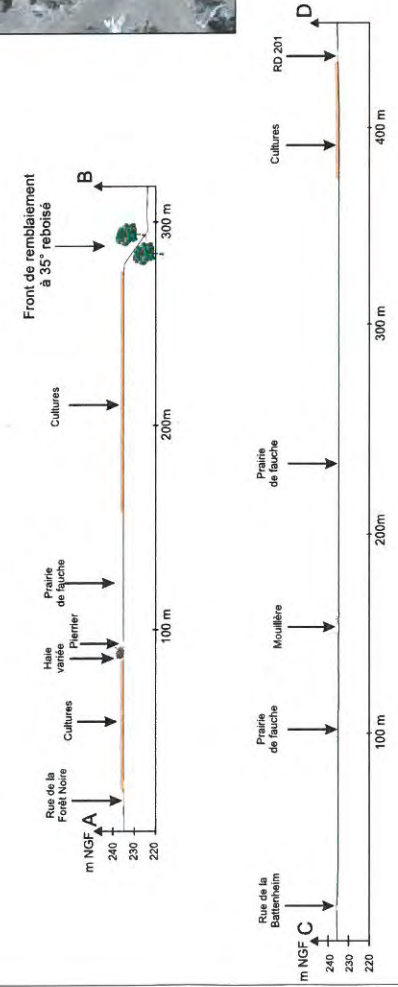 Front de remblaiement
à 35° reboisé
Rue de la
Forêt Noire
Cultures
Haie
variée
Pierrier
Prairie
de fauche
Cultures
m NGF A
B
240
230
220
100 m
200m
300 m
Rue de la
Battenheim
Prairie
de fauche
Mouillère
Prairie
de fauche
Cultures
RD 201
m NGF C
D
240
230
220
100 m
200m
300 m
400 m